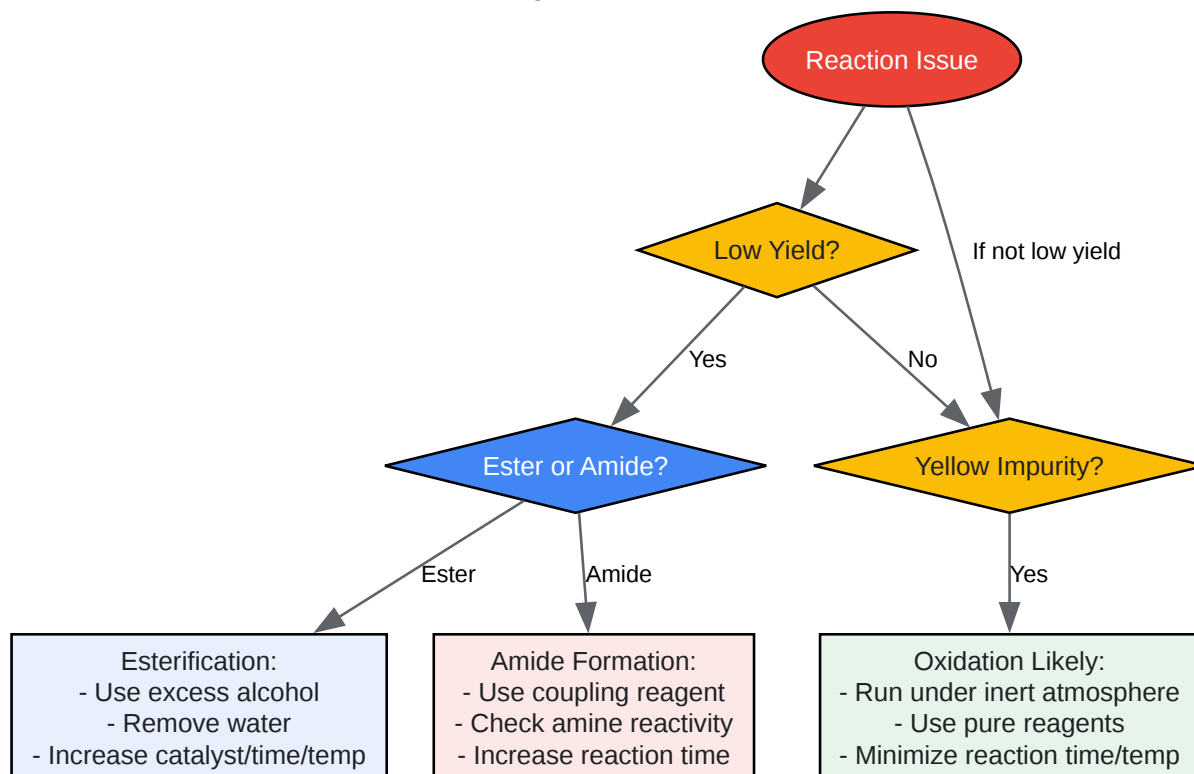 Reaction Issue
Low Yield?
If not low yield
Yes
No
Ester or Amide?
Yellow Impurity?
Ester
Amide
Yes
Esterification:
- Use excess alcohol
- Remove water
- Increase catalyst/time/temp
Amide Formation:
- Use coupling reagent
- Check amine reactivity
- Increase reaction time
Oxidation Likely:
- Run under inert atmosphere
- Use pure reagents
- Minimize reaction time/temp